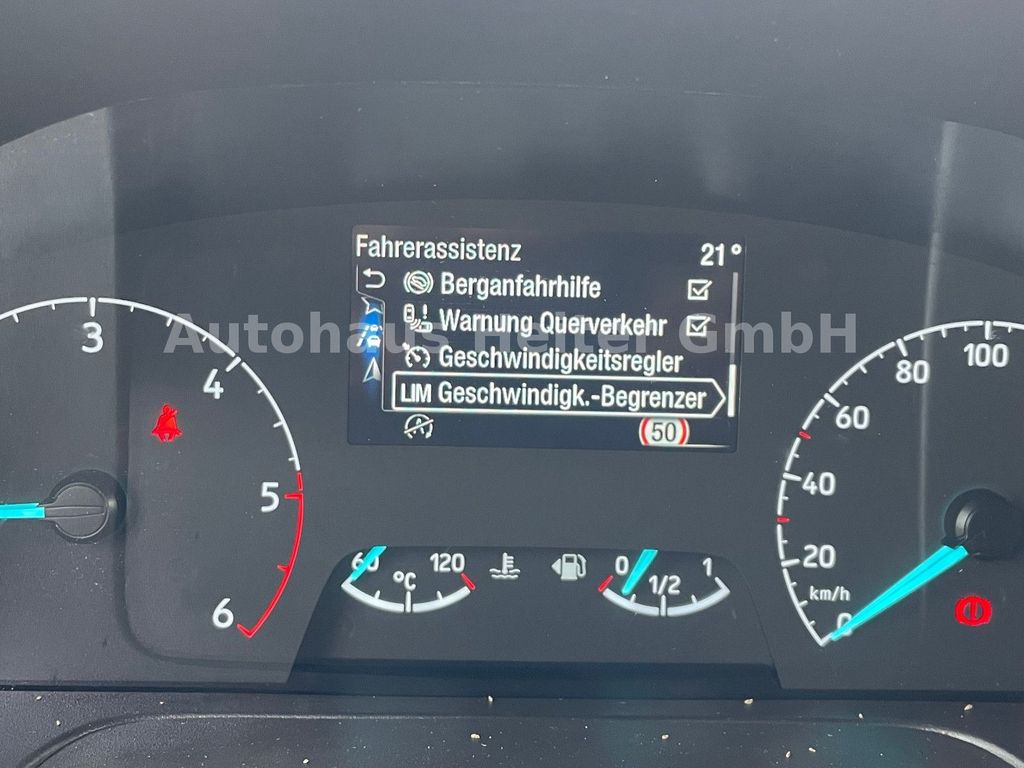 Fahrerassistenz 21°
Berganfahrhilfe
Warnung Querverkehr
Geschwindigkeitsregler
LIM Geschwindigk.-Begrenzer
50
Autohaus Heiter GmbH
3
4
5
6
60 120
°C
0 1/2 1
100
80
60
40
20
km/h
0